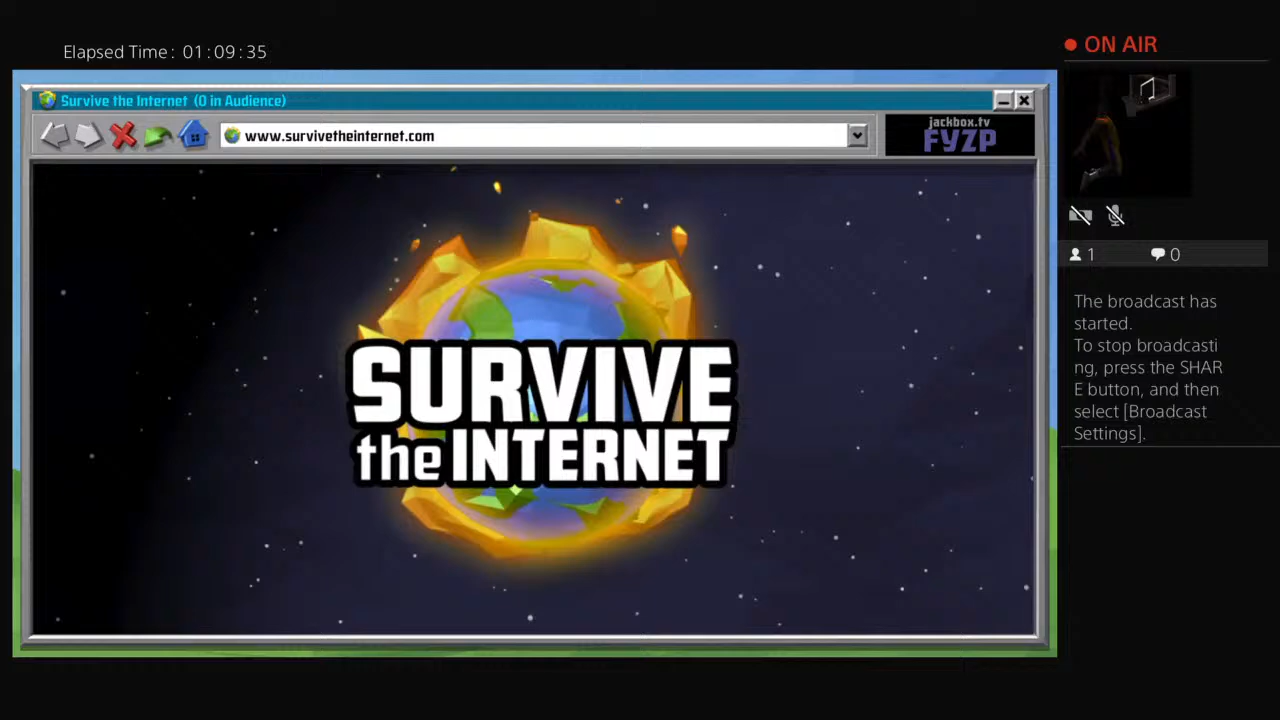 Elapsed Time: 01:09:35
ON AIR
Survive the Internet (0 in Audience)
www.survivetheinternet.com
jackbox.tv
FYZP
SURVIVE
the INTERNET
1
0
The broadcast has
started.
To stop broadcasti
ng, press the SHAR
E button, and then
select [Broadcast
Settings].